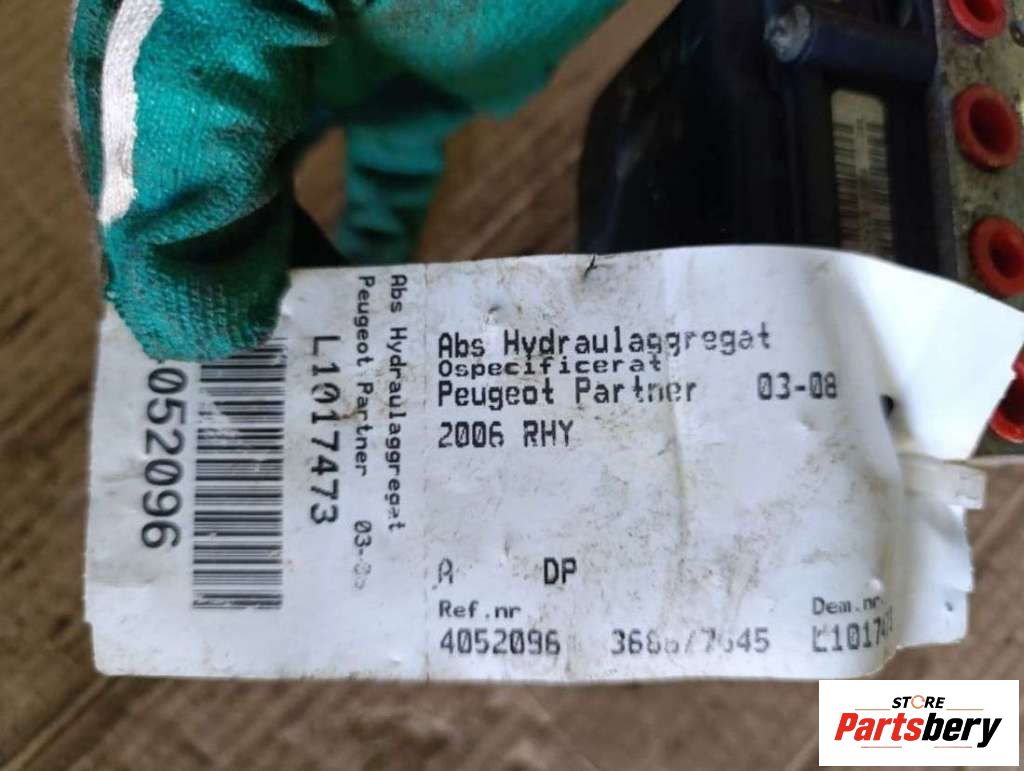 Abs Hydraulaggregat
Ospecificerat
Peugeot Partner 03-08
2006 RHY
A DP
Ref.nr Dem.nr
4052096
Abs Hydraulaggregat
Peugeot Partner
L1017473
052096
STORE
Partsbery